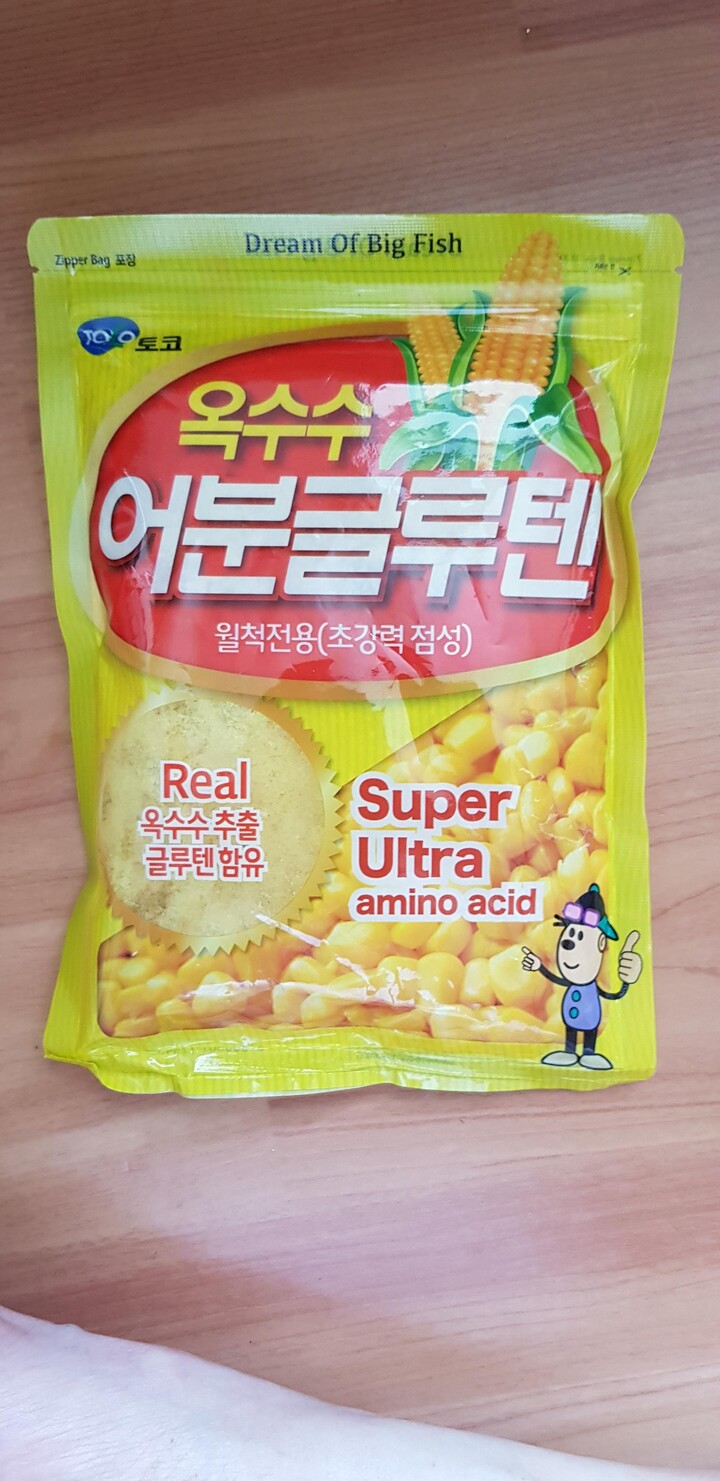 Dream Of Big Fish
Zipper Bag 포장
토코
옥수수
어분글루텐
월척전용(초강력 점성)
Real
옥수수 추출
글루텐 함유
Super
Ultra
amino acid